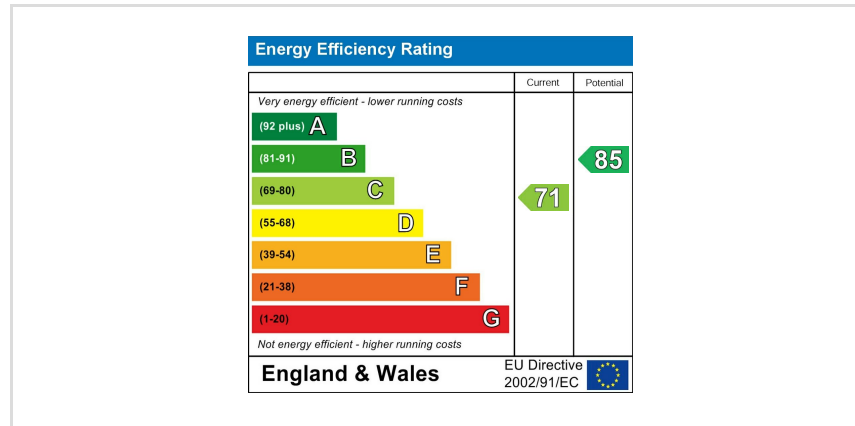 Energy Efficiency Rating
Current Potential
Very energy efficient - lower running costs
(92 plus) A
(81-91) B
85
(69-80) C
71
(55-68) D
(39-54) E
(21-38) F
(1-20) G
Not energy efficient - higher running costs
England & Wales
EU Directive
2002/91/EC